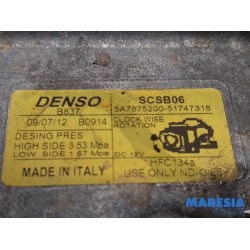 DENSO
SCSB06
B837
5A7875200-51747318
09/07/12 B0914
CLOCK WISE
ROTATION
DESING PRES
HIGH SIDE 3.53 Mpa
LOW SIDE 1.67 Mpa
DC 12V
HFC134a
MADE IN ITALY
USE ONLY ND-OIL8
MARESIA